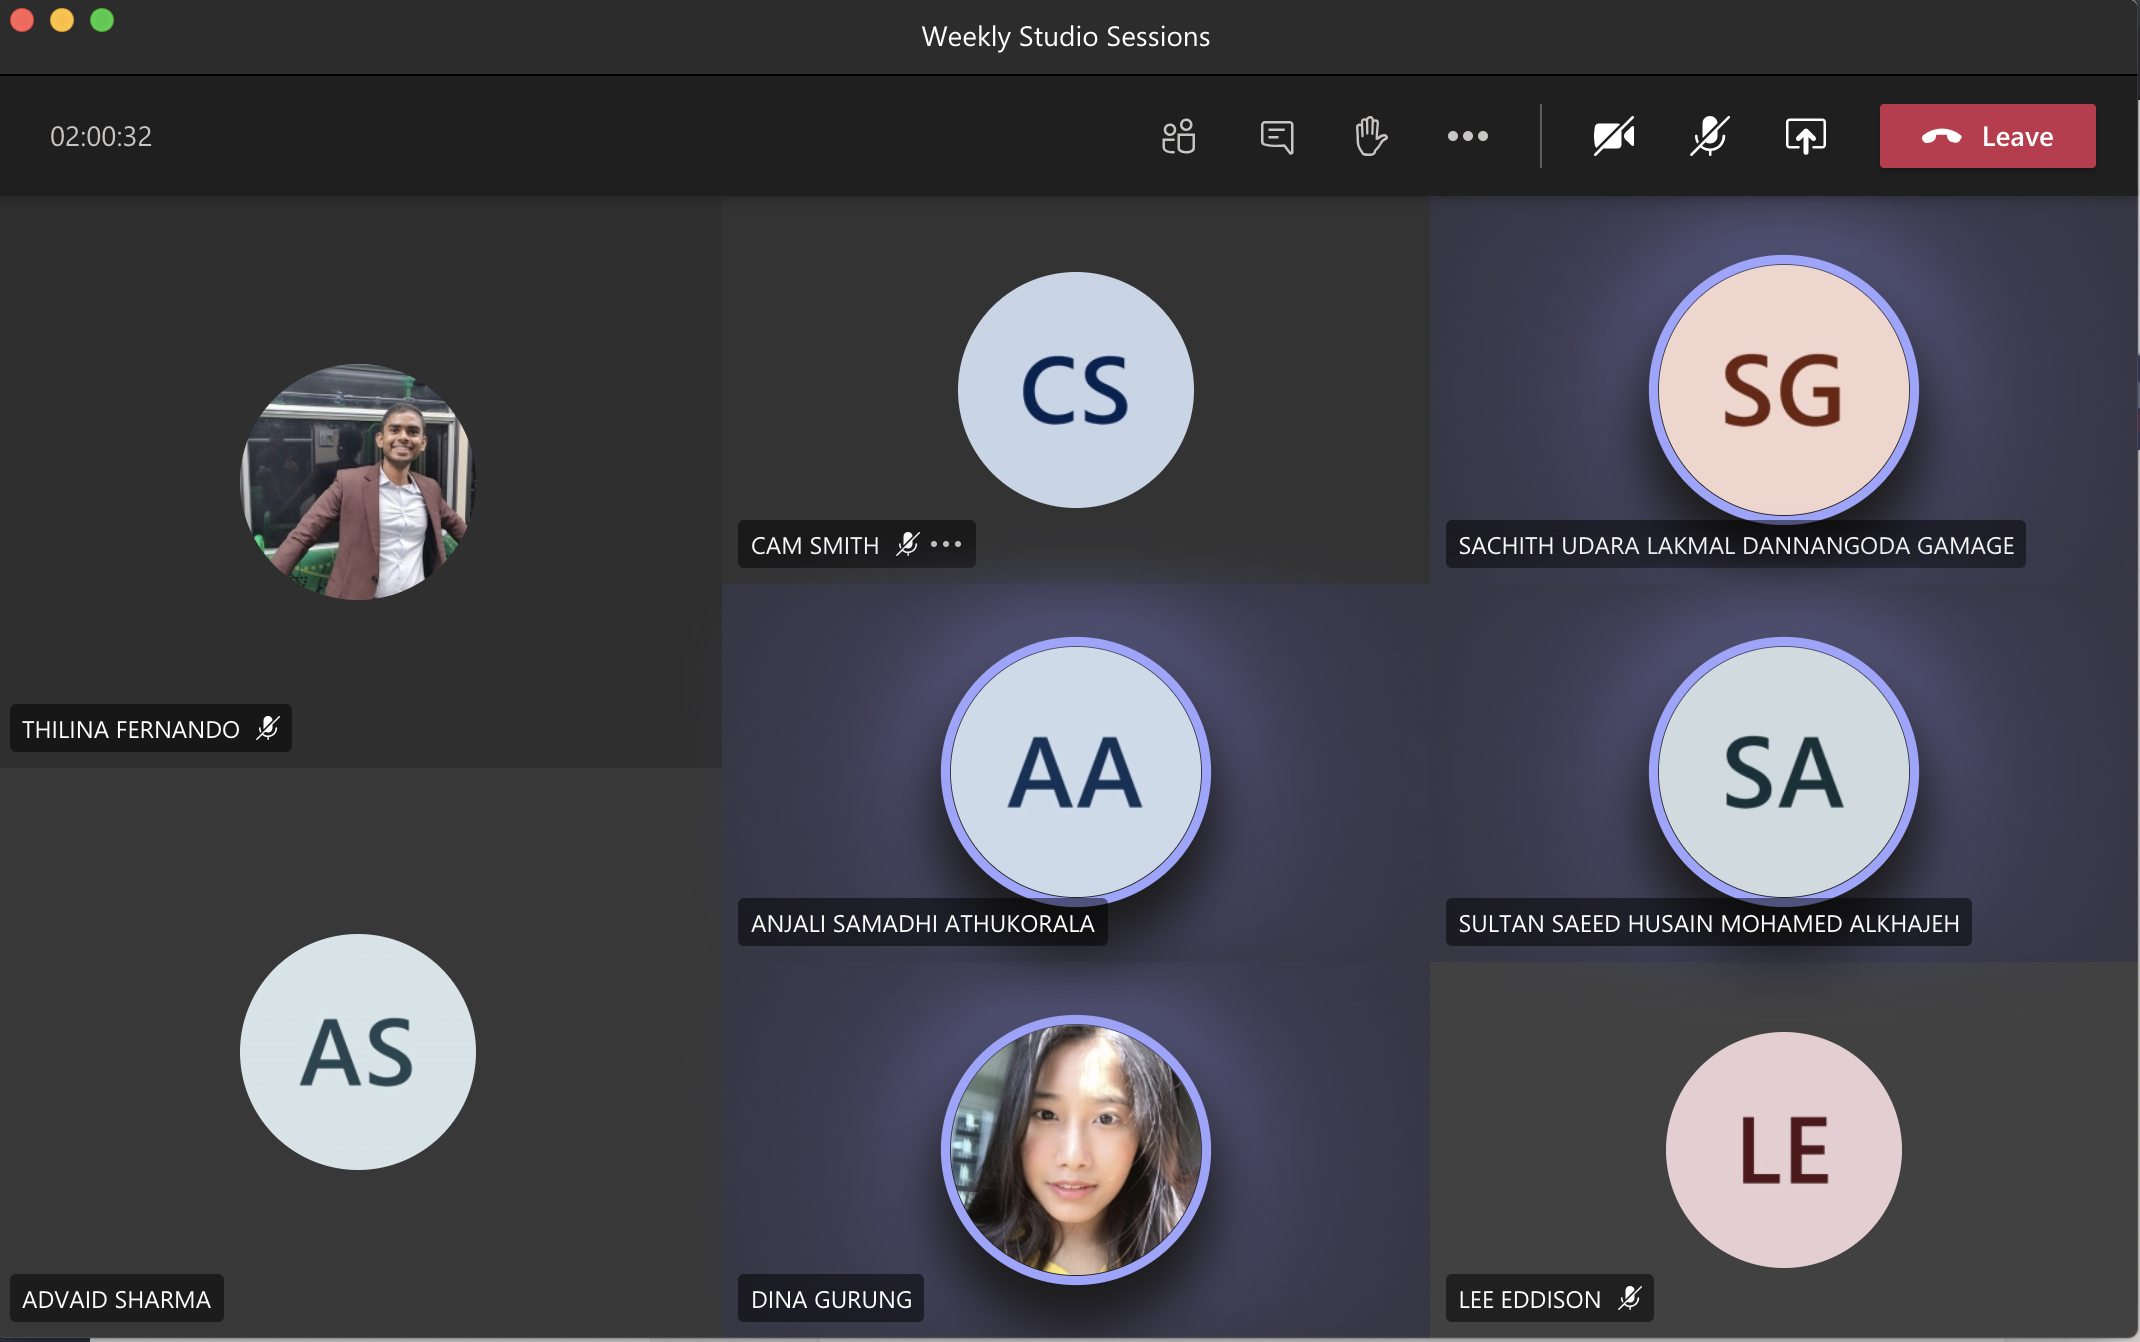 Weekly Studio Sessions
02:00:32
Leave
CS
CAM SMITH
SG
SACHITH UDARA LAKMAL DANNANGODA GAMAGE
THILINA FERNANDO
AA
ANJALI SAMADHI ATHUKORALA
SA
SULTAN SAEED HUSAIN MOHAMED ALKHAJEH
AS
ADVAID SHARMA
DINA GURUNG
LE
LEE EDDISON